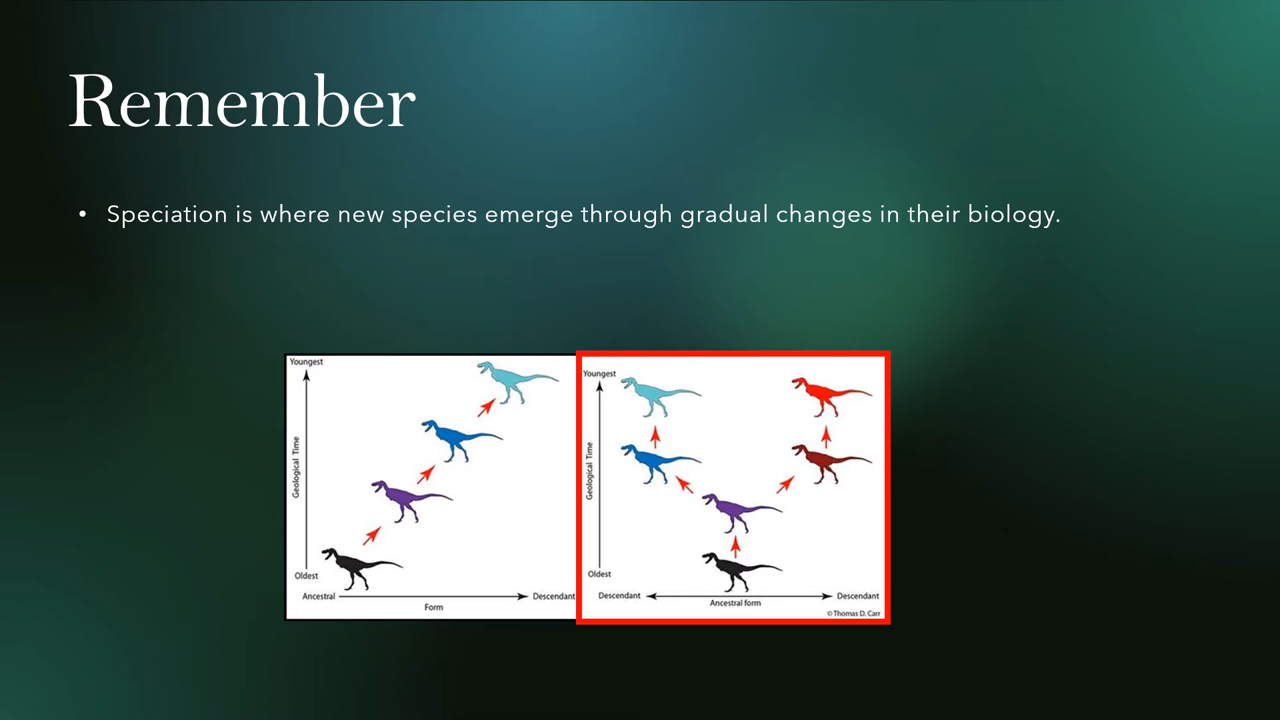 Remember
• Speciation is where new species emerge through gradual changes in their biology.
Youngest
Geological Time
Oldest
Ancestral
Descendant
Form
Youngest
Geological Time
Oldest
Descendant
Descendant
Ancestral form
© Thomas D. Carr